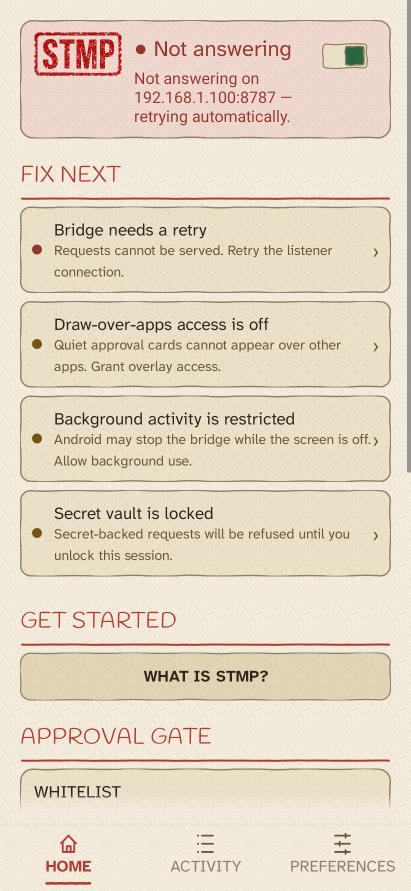 STMP
● Not answering
Not answering on
192.168.1.100:8787 —
retrying automatically.
FIX NEXT
Bridge needs a retry
Requests cannot be served. Retry the listener
connection.
Draw-over-apps access is off
Quiet approval cards cannot appear over other
apps. Grant overlay access.
Background activity is restricted
Android may stop the bridge while the screen is off.
Allow background use.
Secret vault is locked
Secret-backed requests will be refused until you
unlock this session.
GET STARTED
WHAT IS STMP?
APPROVAL GATE
WHITELIST
HOME
ACTIVITY
PREFERENCES